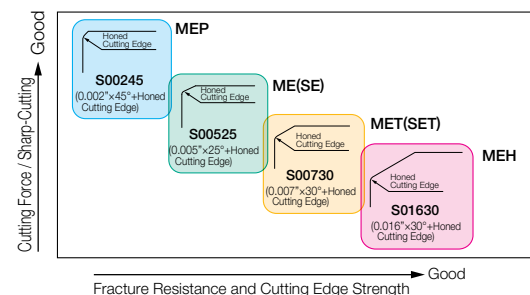 Good
Cutting Force / Sharp-Cutting
MEP
Honed
Cutting Edge
S00245
(0.002"×45°+Honed
Cutting Edge)
ME(SE)
Honed
Cutting Edge
S00525
(0.005"×25°+Honed
Cutting Edge)
MET(SET)
Honed
Cutting Edge
S00730
(0.007"×30°+Honed
Cutting Edge)
MEH
Honed
Cutting Edge
S01630
(0.016"×30°+Honed
Cutting Edge)
Good
Fracture Resistance and Cutting Edge Strength